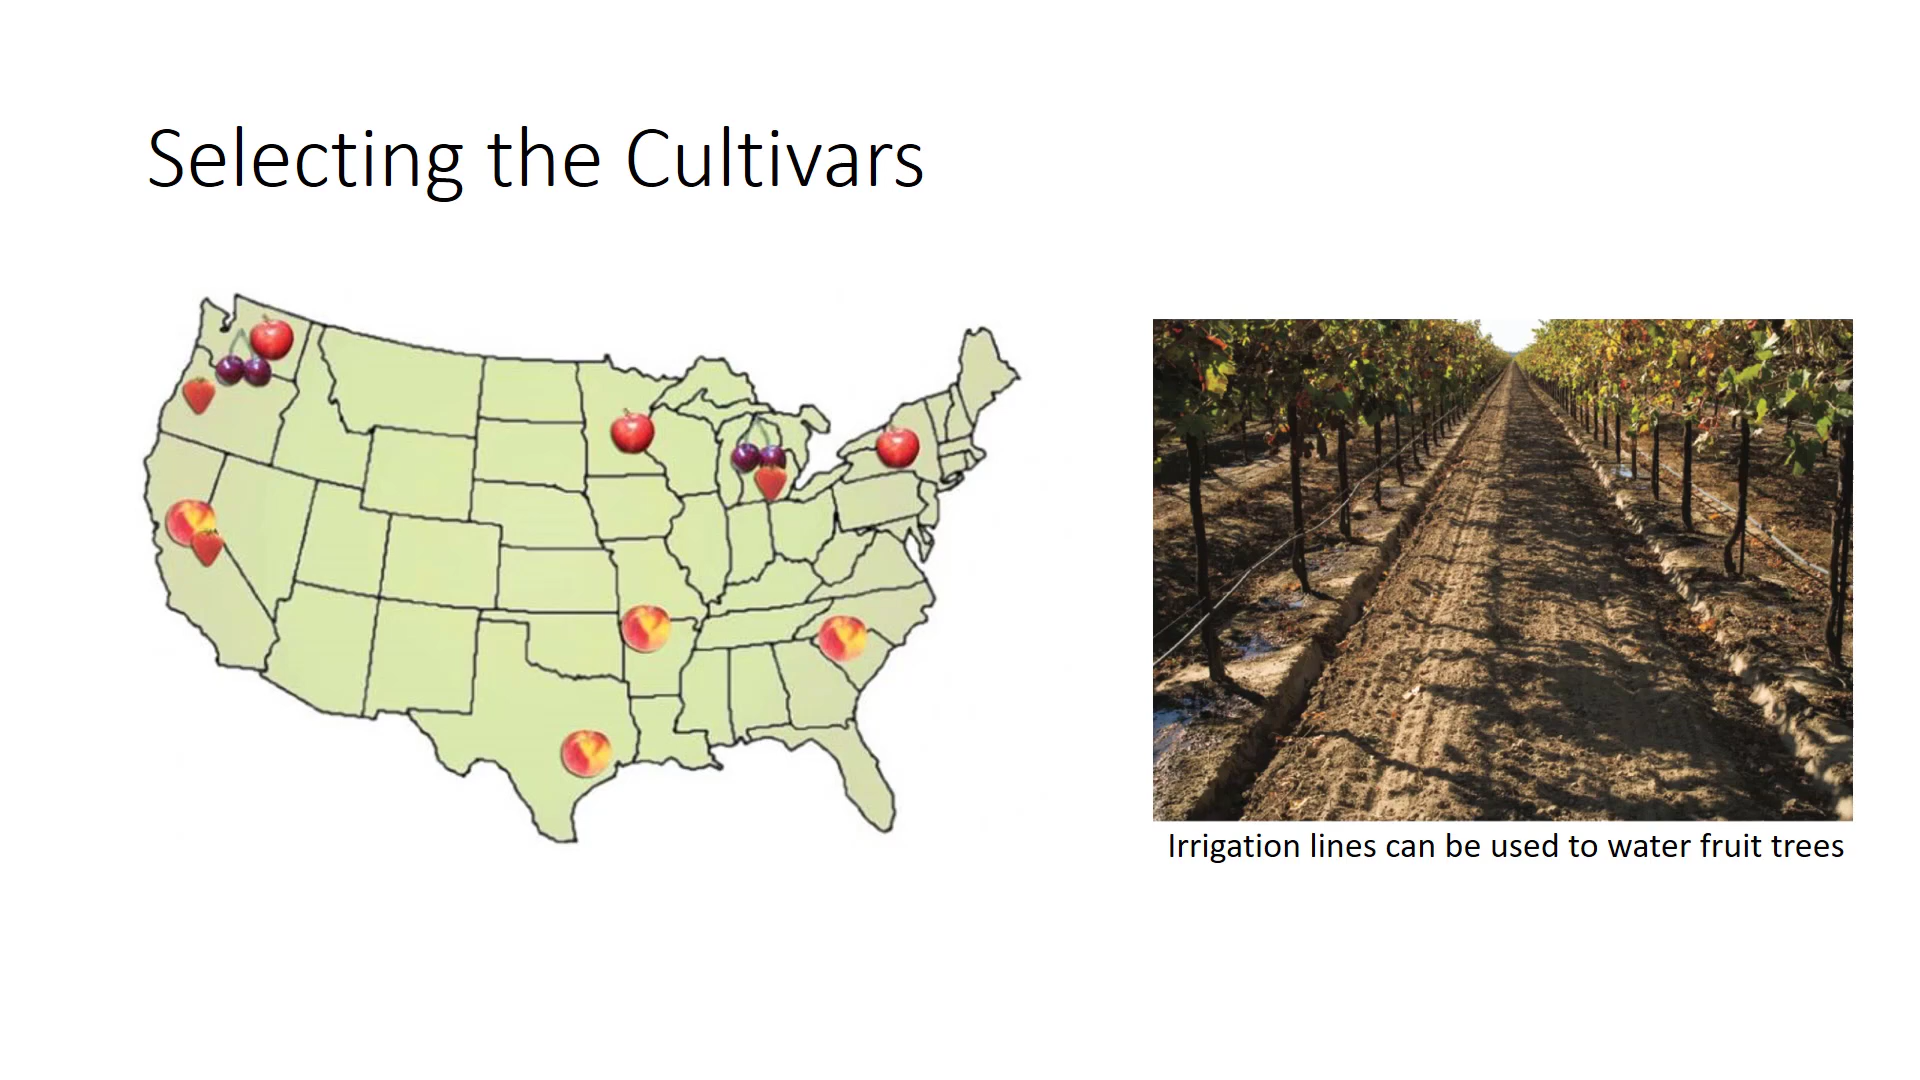 Selecting the Cultivars
Irrigation lines can be used to water fruit trees